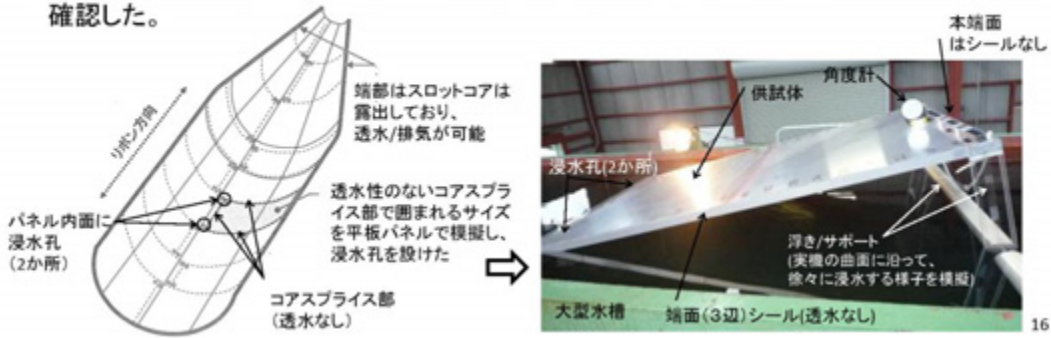 確認した。
端部はスロットコアは
露出しており、
透水/排気が可能
リボン方向
透水性のないコアスプラ
イス部で囲まれるサイズ
を平板パネルで模擬し、
浸水孔を設けた
パネル内面に
浸水孔
(2か所)
コアスプライス部
(透水なし)
本端面
はシールなし
角度計
供試体
浸水孔(2か所)
浮き/サポート
(実機の曲面に沿って、
徐々に浸水する様子を模擬)
大型水槽
端面(3辺)シール(透水なし)
16